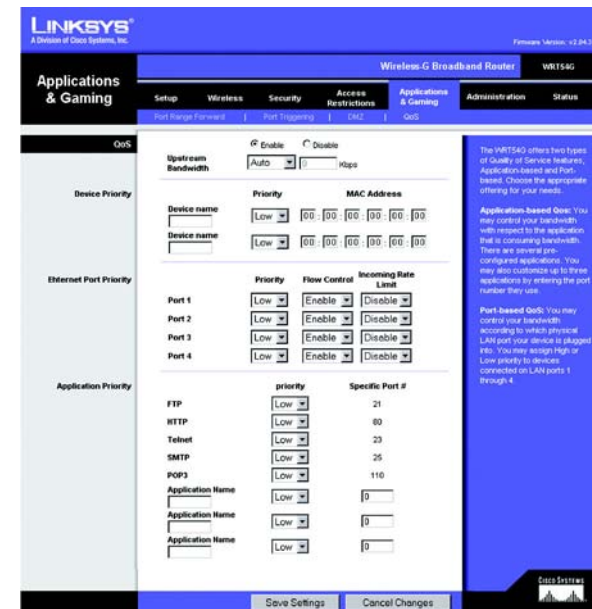 LINKSYS®
A Division of Cisco Systems, Inc.
Firmware Version: v2.04.3
Wireless-G Broadband Router WRT54G
Applications & Gaming
Setup Wireless Security Access Restrictions Applications & Gaming Administration Status
Port Range Forward | Port Triggering | DMZ | QoS
QoS
Enable Disable
Upstream Bandwidth Auto 0 Kbps
Device Priority
Priority MAC Address
Device name Low 00 : 00 : 00 : 00 : 00 : 00
Device name Low 00 : 00 : 00 : 00 : 00 : 00
Ethernet Port Priority
Priority Flow Control Incoming Rate Limit
Port 1 Low Enable Disable
Port 2 Low Enable Disable
Port 3 Low Enable Disable
Port 4 Low Enable Disable
Application Priority
priority Specific Port #
FTP Low 21
HTTP Low 80
Telnet Low 23
SMTP Low 25
POP3 Low 110
Application Name Low 0
Application Name Low 0
Application Name Low 0
Save Settings Cancel Changes
The WRT54G offers two types
of Quality of Service features,
Application-based and Port-
based. Choose the appropriate
offering for your needs.
Application-based Qos: You
may control your bandwidth
with respect to the application
that is consuming bandwidth.
There are several pre-
configured applications. You
may also customize up to three
applications by entering the port
number they use.
Port-based QoS: You may
control your bandwidth
according to which physical
LAN port your device is plugged
into. You may assign High or
Low priority to devices
connected on LAN ports 1
through 4.
CISCO SYSTEMS